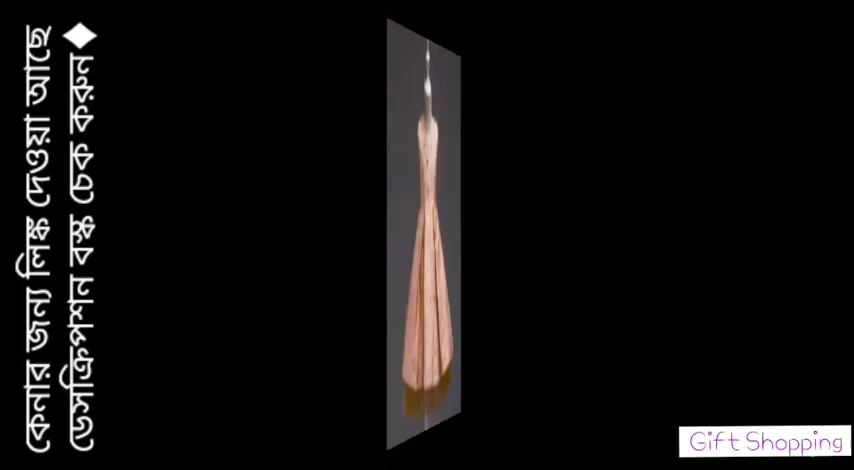 কেনার জন্য লিঙ্ক দেওয়া আছে
ডেসক্রিপশন বক্স চেক করুন ♦
Gift Shopping